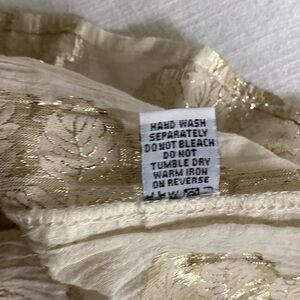 HAND WASH
SEPARATELY
DO NOT BLEACH
DO NOT
TUMBLE DRY
WARM IRON
ON REVERSE